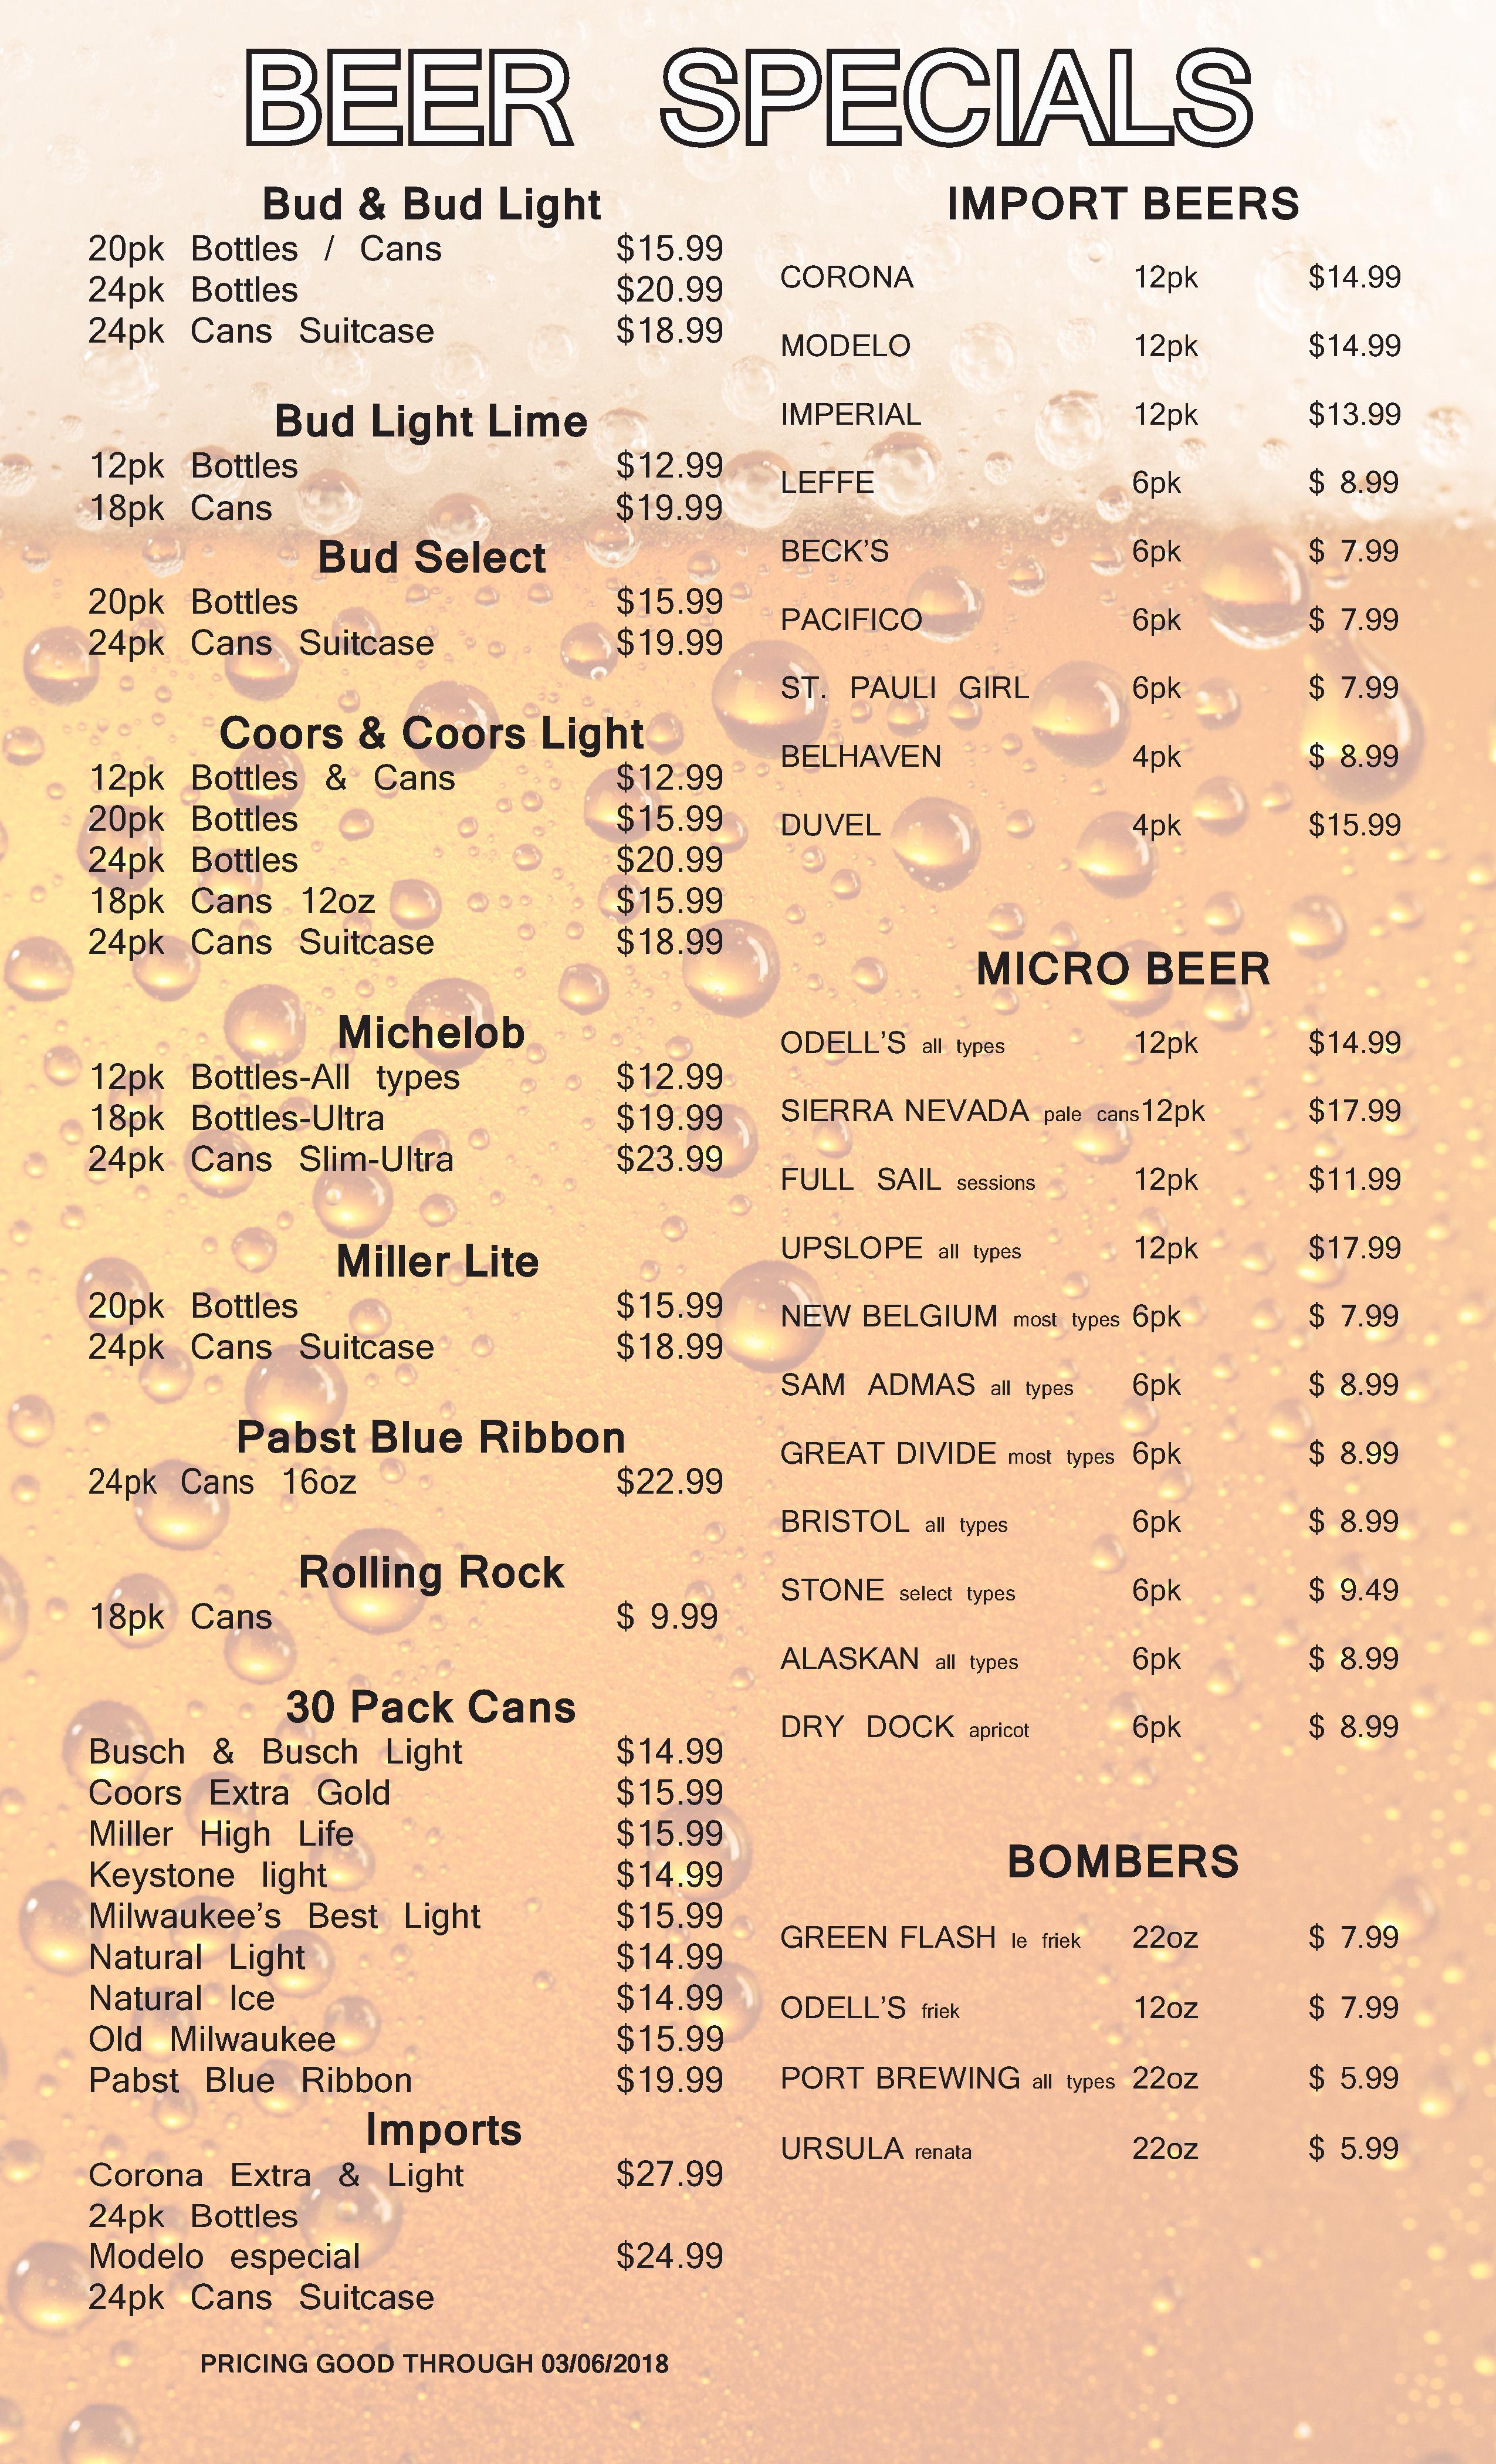 BEER SPECIALS
Bud & Bud Light
20pk Bottles / Cans $15.99
24pk Bottles $20.99
24pk Cans Suitcase $18.99
Bud Light Lime
12pk Bottles $12.99
18pk Cans $19.99
Bud Select
20pk Bottles $15.99
24pk Cans Suitcase $19.99
Coors & Coors Light
12pk Bottles & Cans $12.99
20pk Bottles $15.99
24pk Bottles $20.99
18pk Cans 12oz $15.99
24pk Cans Suitcase $18.99
Michelob
12pk Bottles-All types $12.99
18pk Bottles-Ultra $19.99
24pk Cans Slim-Ultra $23.99
Miller Lite
20pk Bottles $15.99
24pk Cans Suitcase $18.99
Pabst Blue Ribbon
24pk Cans 16oz $22.99
Rolling Rock
18pk Cans $ 9.99
30 Pack Cans
Busch & Busch Light $14.99
Coors Extra Gold $15.99
Miller High Life $15.99
Keystone light $14.99
Milwaukee’s Best Light $15.99
Natural Light $14.99
Natural Ice $14.99
Old Milwaukee $15.99
Pabst Blue Ribbon $19.99
Imports
Corona Extra & Light $27.99
24pk Bottles
Modelo especial $24.99
24pk Cans Suitcase
PRICING GOOD THROUGH 03/06/2018
IMPORT BEERS
CORONA 12pk $14.99
MODELO 12pk $14.99
IMPERIAL 12pk $13.99
LEFFE 6pk $ 8.99
BECK’S 6pk $ 7.99
PACIFICO 6pk $ 7.99
ST. PAULI GIRL 6pk $ 7.99
BELHAVEN 4pk $ 8.99
DUVEL 4pk $15.99
MICRO BEER
ODELL’S all types 12pk $14.99
SIERRA NEVADA pale cans12pk $17.99
FULL SAIL sessions 12pk $11.99
UPSLOPE all types 12pk $17.99
NEW BELGIUM most types 6pk $ 7.99
SAM ADMAS all types 6pk $ 8.99
GREAT DIVIDE most types 6pk $ 8.99
BRISTOL all types 6pk $ 8.99
STONE select types 6pk $ 9.49
ALASKAN all types 6pk $ 8.99
DRY DOCK apricot 6pk $ 8.99
BOMBERS
GREEN FLASH le friek 22oz $ 7.99
ODELL’S friek 12oz $ 7.99
PORT BREWING all types 22oz $ 5.99
URSULA renata 22oz $ 5.99